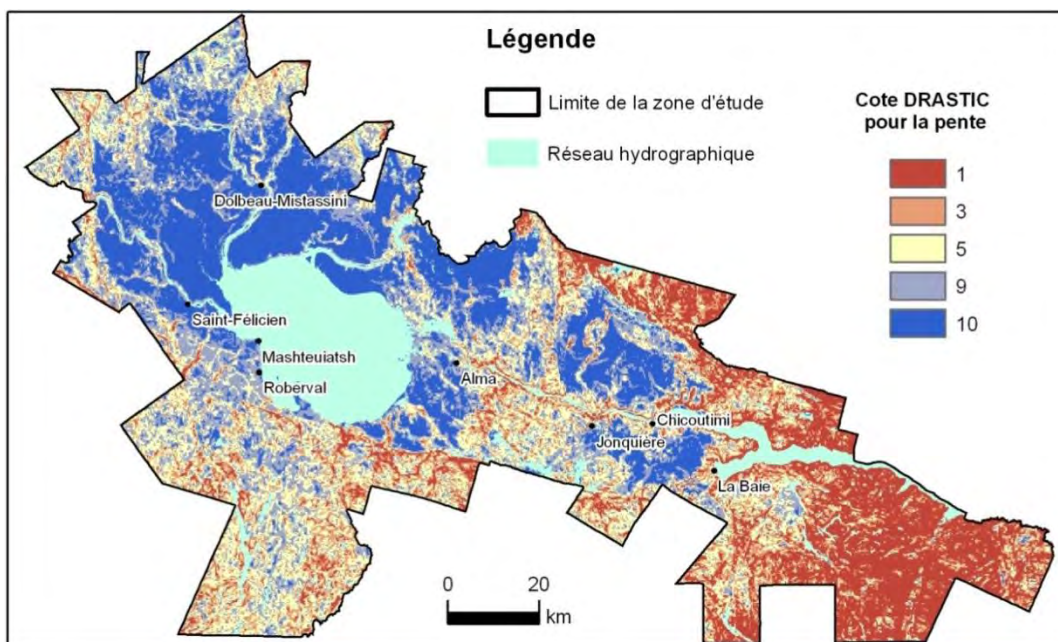 Légende
Limite de la zone d'étude
Réseau hydrographique
Cote DRASTIC
pour la pente
1
3
5
9
10
Dolbeau-Mistassini
Saint-Félicien
Mashteuiatsh
Roberval
Alma
Chicoutimi
Jonquière
La Baie
0 20
km